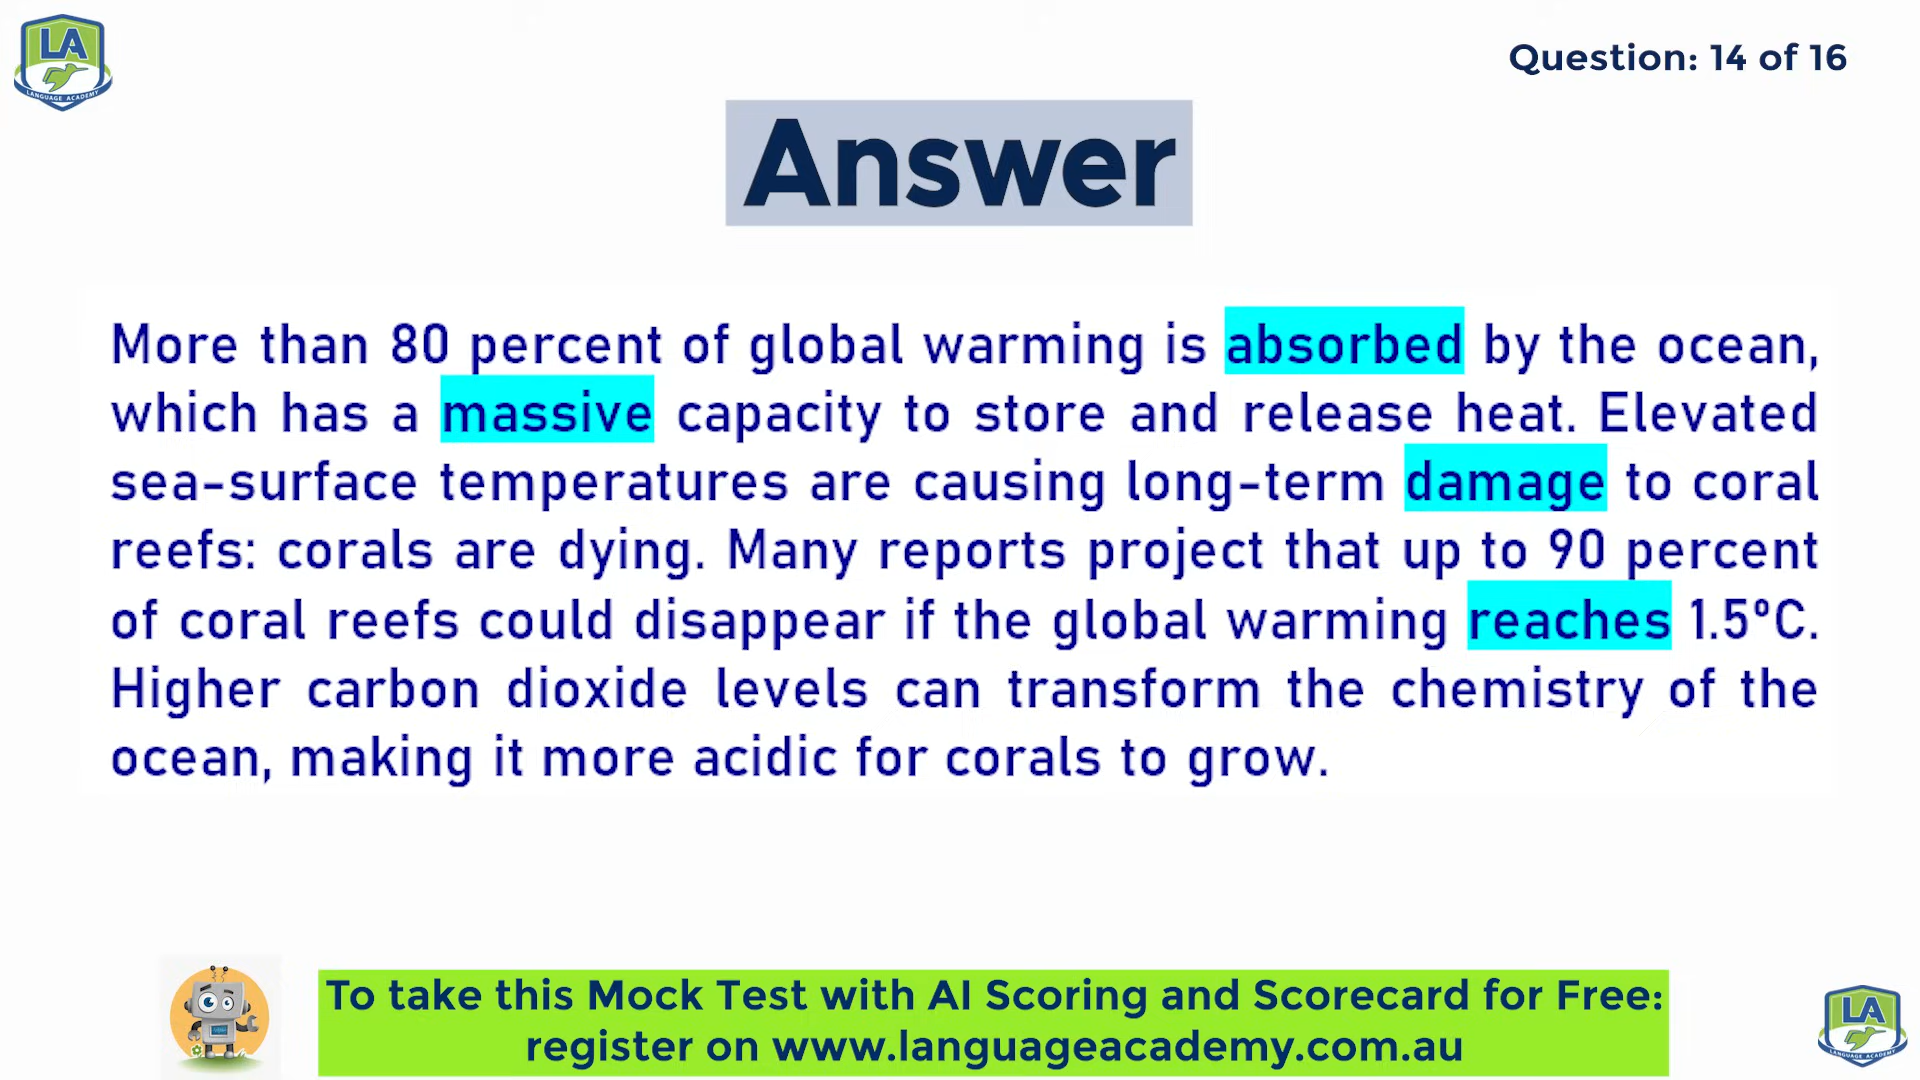 LA
LANGUAGE ACADEMY
Question: 14 of 16
Answer
More than 80 percent of global warming is absorbed by the ocean,
which has a massive capacity to store and release heat. Elevated
sea-surface temperatures are causing long-term damage to coral
reefs: corals are dying. Many reports project that up to 90 percent
of coral reefs could disappear if the global warming reaches 1.5°C.
Higher carbon dioxide levels can transform the chemistry of the
ocean, making it more acidic for corals to grow.
To take this Mock Test with AI Scoring and Scorecard for Free:
register on www.languageacademy.com.au
LA
LANGUAGE ACADEMY